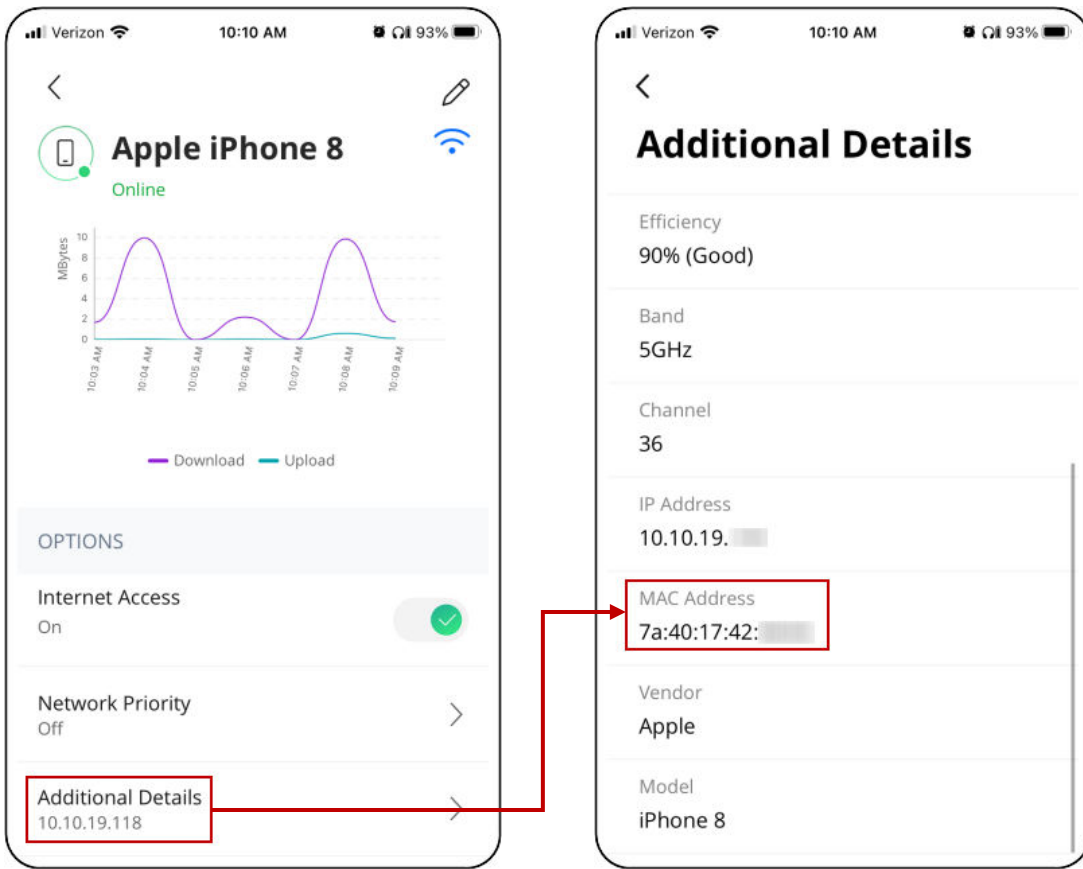 Verizon 10:10 AM 93%
Apple iPhone 8
Online
MBytes
10
8
6
4
2
0
10:03 AM 10:04 AM 10:05 AM 10:06 AM 10:07 AM 10:08 AM 10:09 AM
Download Upload
OPTIONS
Internet Access
On
Network Priority
Off
Additional Details
10.10.19.118
Verizon 10:10 AM 93%
Additional Details
Efficiency
90% (Good)
Band
5GHz
Channel
36
IP Address
10.10.19.
MAC Address
7a:40:17:42:
Vendor
Apple
Model
iPhone 8